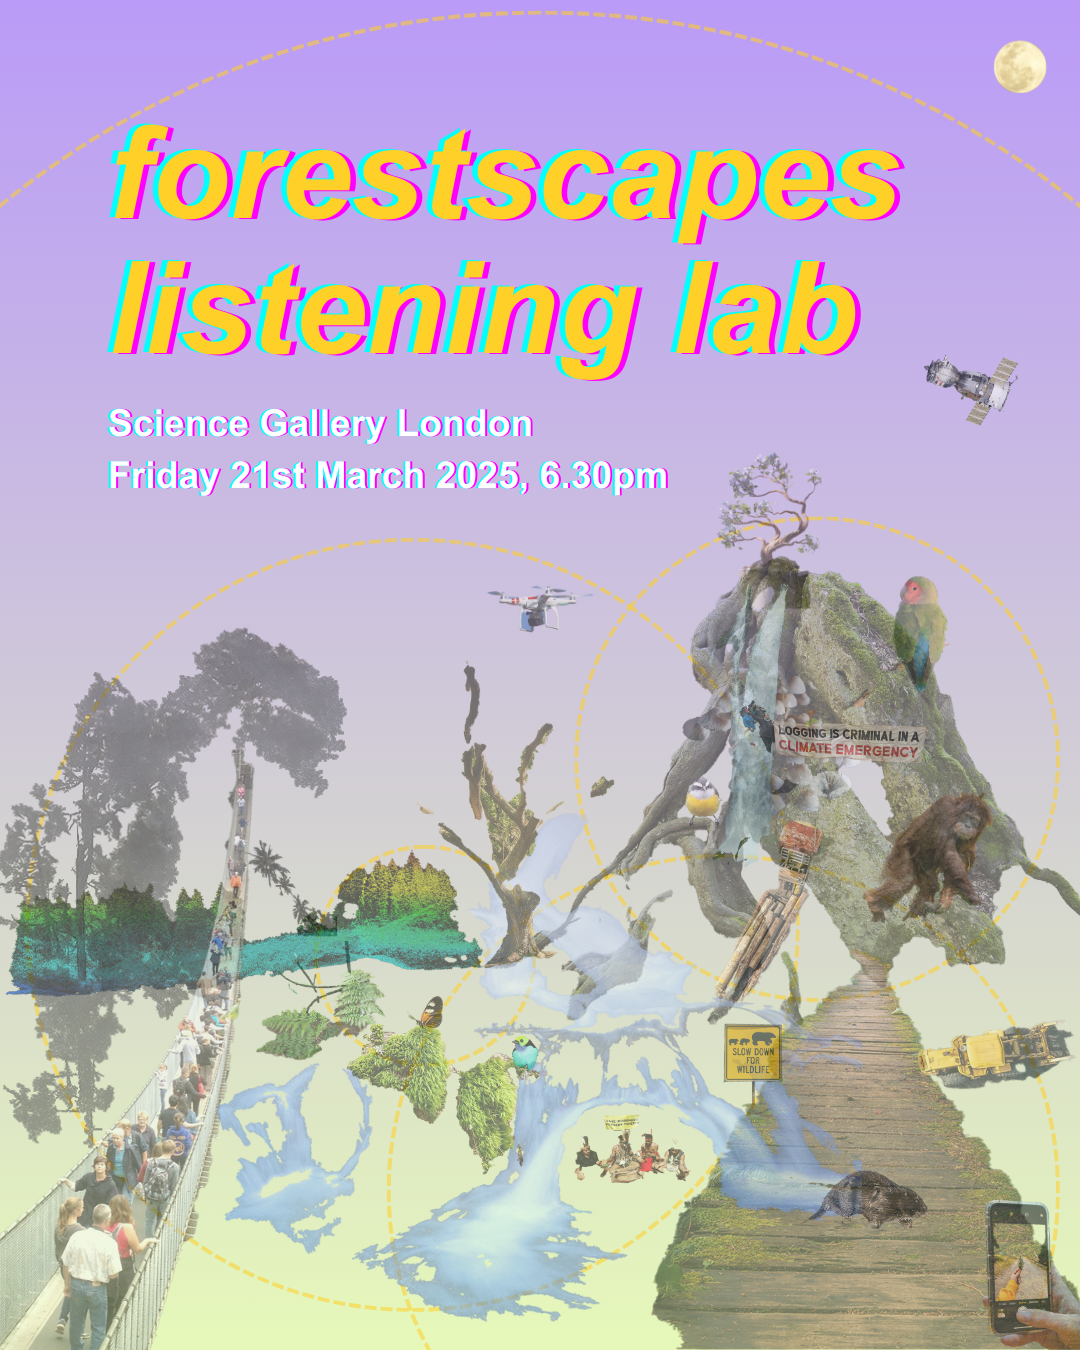 forestscapes
listening lab
Science Gallery London
Friday 21st March 2025, 6.30pm
LOGGING IS CRIMINAL IN A
CLIMATE EMERGENCY
SLOW DOWN
FOR
WILDLIFE